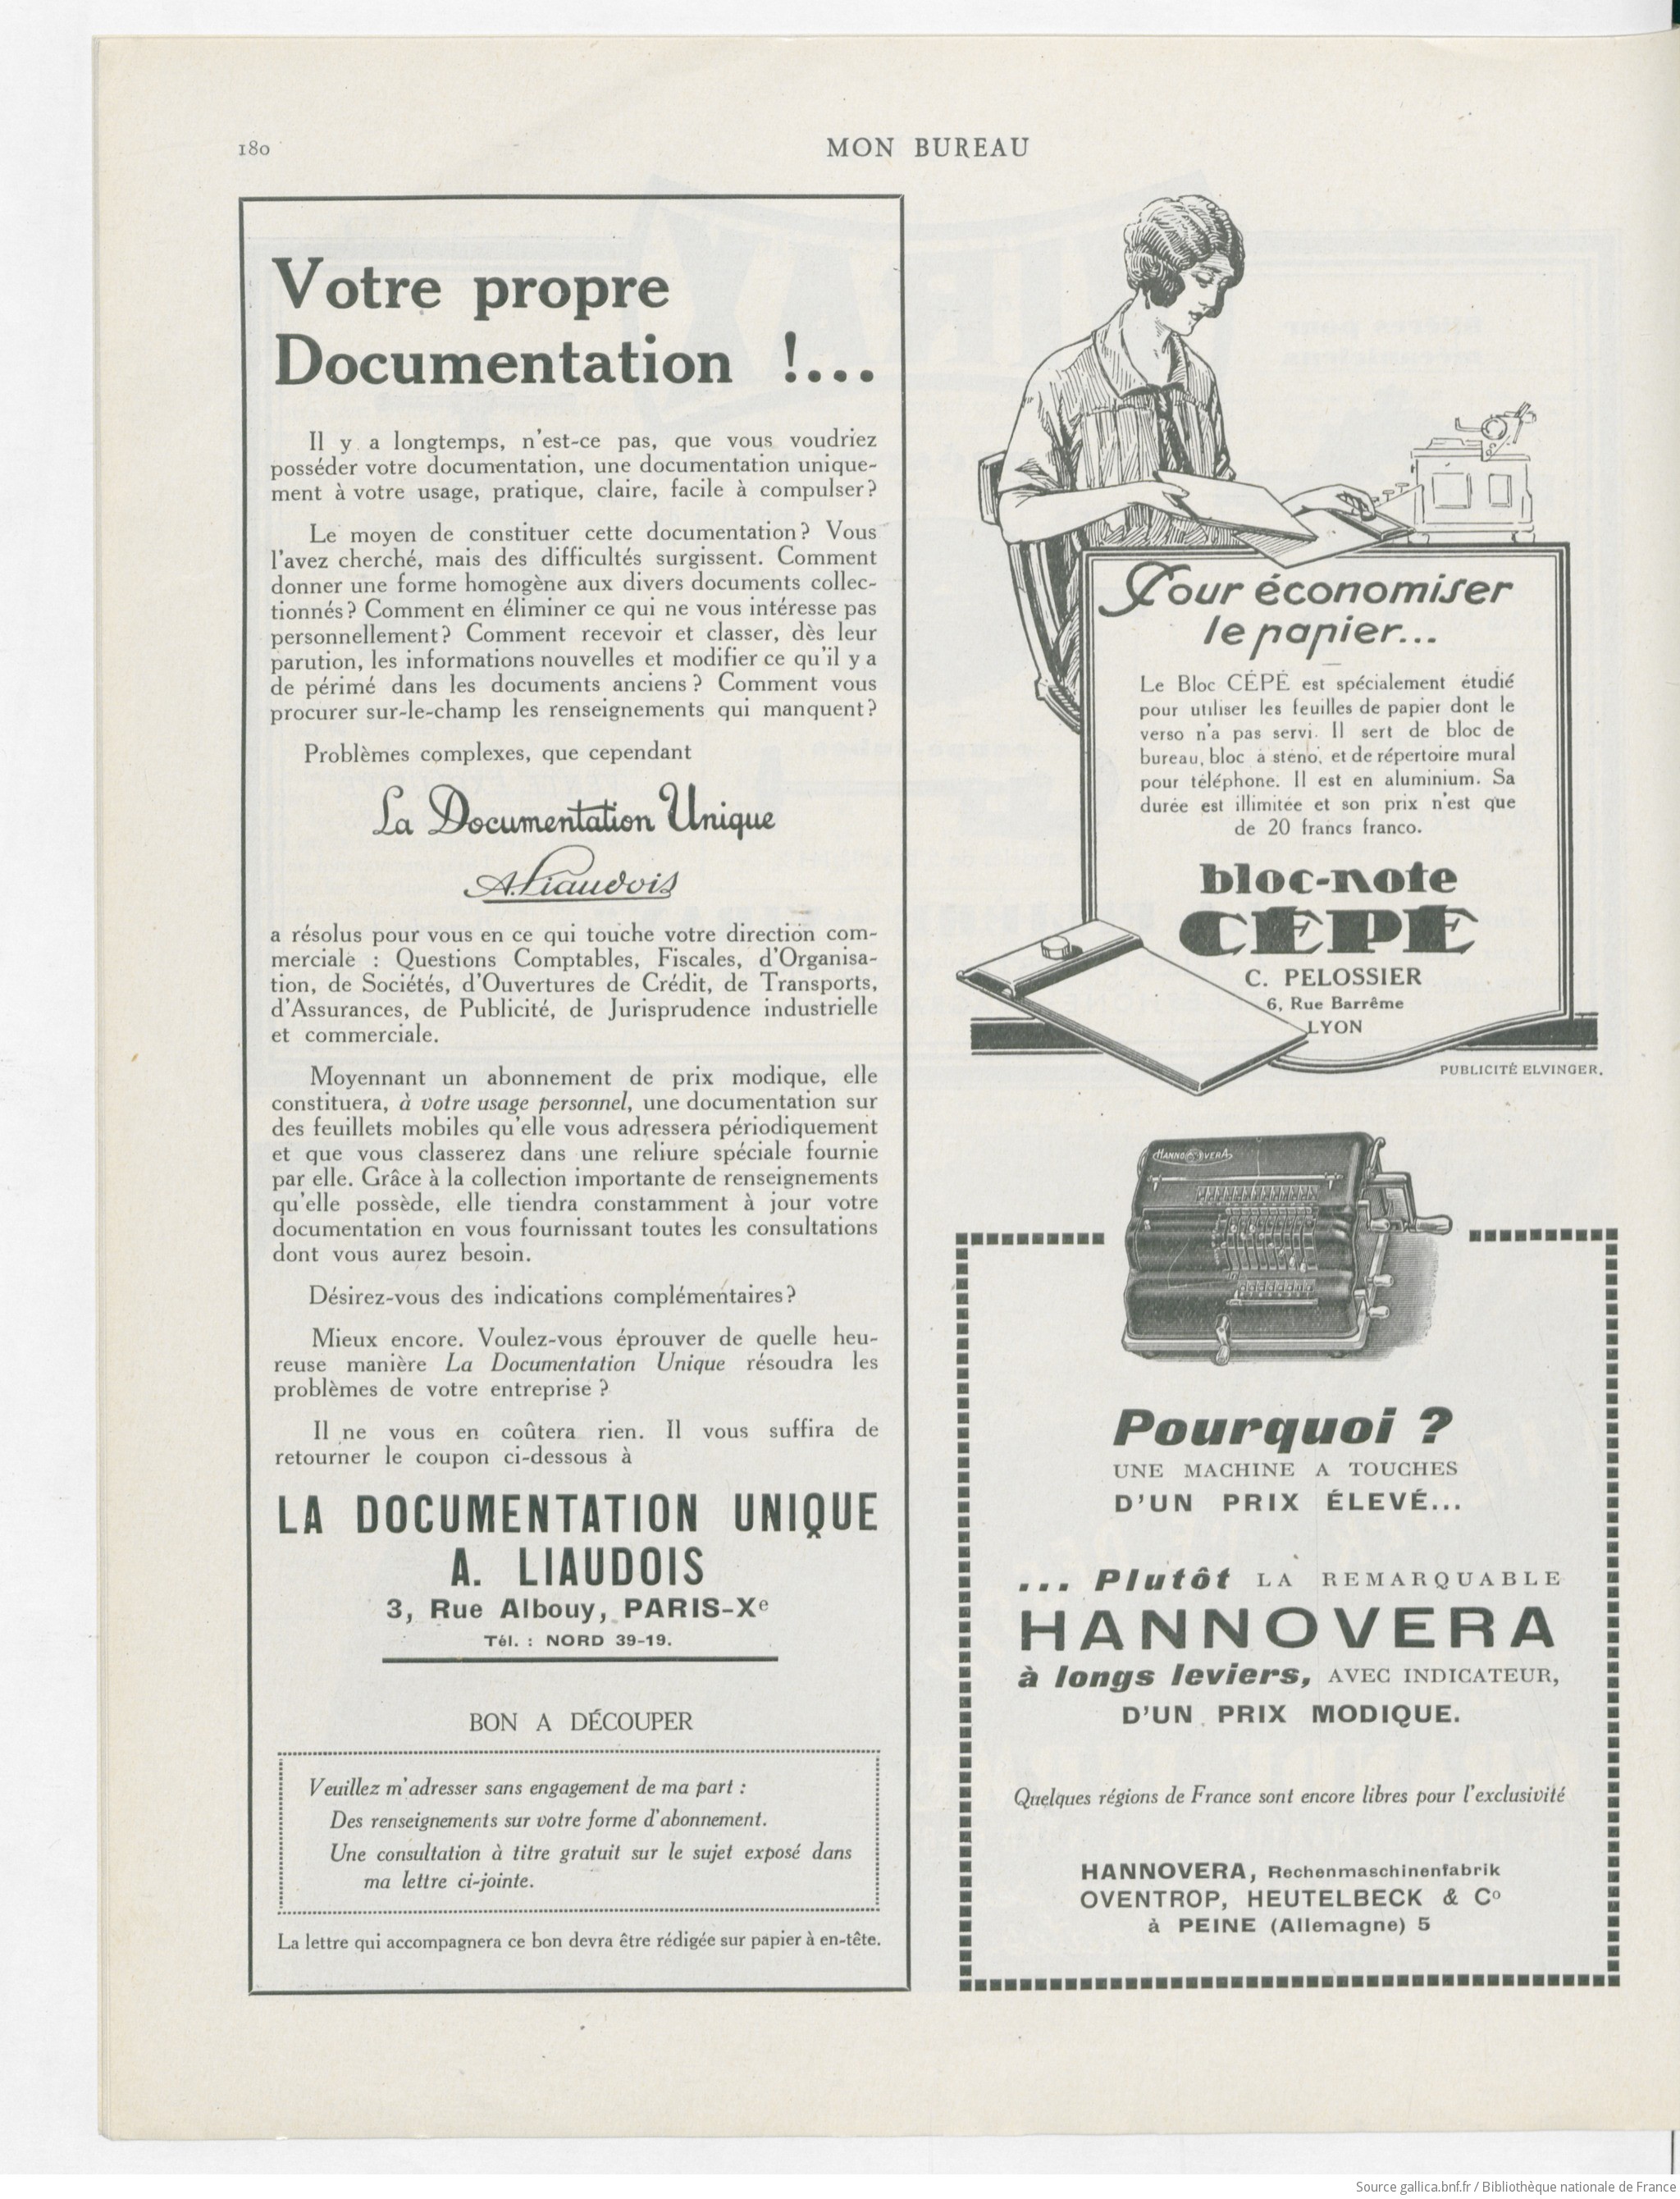 180
MON BUREAU
Votre propre
Documentation !...
Il y a longtemps, n'est-ce pas, que vous voudriez
posséder votre documentation, une documentation unique-
ment à votre usage, pratique, claire, facile à compulser?
Le moyen de constituer cette documentation? Vous
l'avez cherché, mais des difficultés surgissent. Comment
donner une forme homogène aux divers documents collec-
tionnés? Comment en éliminer ce qui ne vous intéresse pas
personnellement? Comment recevoir et classer, dès leur
parution, les informations nouvelles et modifier ce qu'il y a
de périmé dans les documents anciens? Comment vous
procurer sur-le-champ les renseignements qui manquent?
Problèmes complexes, que cependant
La Documentation Unique
A. Liaudois
a résolus pour vous en ce qui touche votre direction com-
merciale : Questions Comptables, Fiscales, d'Organisa-
tion, de Sociétés, d'Ouvertures de Crédit, de Transports,
d'Assurances, de Publicité, de Jurisprudence industrielle
et commerciale.
Moyennant un abonnement de prix modique, elle
constituera, à votre usage personnel, une documentation sur
des feuillets mobiles qu'elle vous adressera périodiquement
et que vous classerez dans une reliure spéciale fournie
par elle. Grâce à la collection importante de renseignements
qu'elle possède, elle tiendra constamment à jour votre
documentation en vous fournissant toutes les consultations
dont vous aurez besoin.
Désirez-vous des indications complémentaires?
Mieux encore. Voulez-vous éprouver de quelle heu-
reuse manière La Documentation Unique résoudra les
problèmes de votre entreprise ?
Il ne vous en coûtera rien. Il vous suffira de
retourner le coupon ci-dessous à
LA DOCUMENTATION UNIQUE
A. LIAUDOIS
3, Rue Albouy, PARIS-Xe
Tél. : NORD 39-19.
BON A DÉCOUPER
Veuillez m'adresser sans engagement de ma part :
Des renseignements sur votre forme d'abonnement.
Une consultation à titre gratuit sur le sujet exposé dans
ma lettre ci-jointe.
La lettre qui accompagnera ce bon devra être rédigée sur papier à en-tête.
Pour économiser
le papier...
Le Bloc CÉPÉ est spécialement étudié
pour utiliser les feuilles de papier dont le
verso n'a pas servi. Il sert de bloc de
bureau, bloc à sténo, et de répertoire mural
pour téléphone. Il est en aluminium. Sa
durée est illimitée et son prix n'est que
de 20 francs franco.
bloc-note
CÉPÉ
C. PELOSSIER
6, Rue Barrême
LYON
PUBLICITÉ ELVINGER.
HANNOVERA
Pourquoi ?
UNE MACHINE A TOUCHES
D'UN PRIX ÉLEVÉ...
... Plutôt LA REMARQUABLE
HANNOVERA
à longs leviers, AVEC INDICATEUR,
D'UN PRIX MODIQUE.
Quelques régions de France sont encore libres pour l'exclusivité
HANNOVERA, Rechenmaschinenfabrik
OVENTROP, HEUTELBECK & Co
à PEINE (Allemagne) 5
Source gallica.bnf.fr / Bibliothèque nationale de France